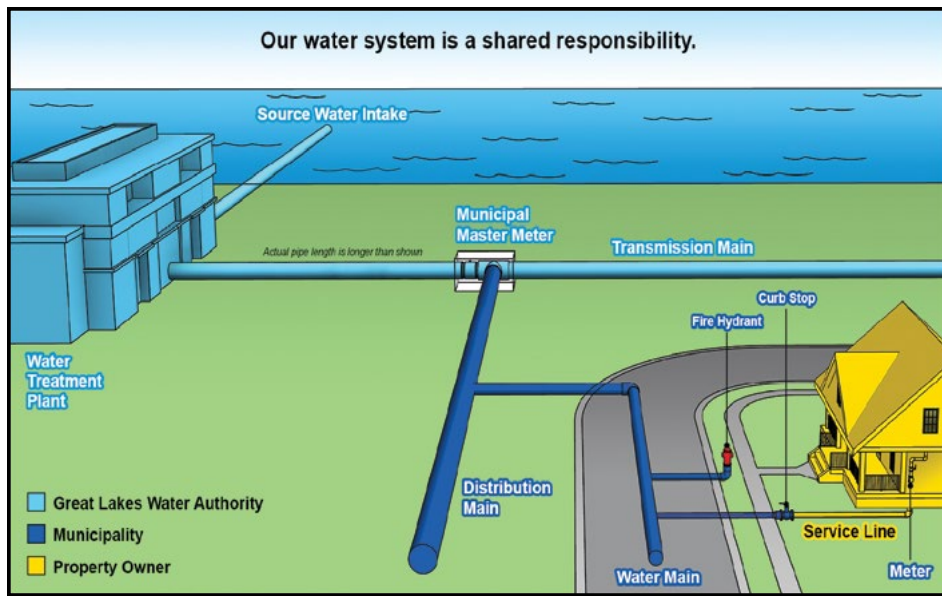 Our water system is a shared responsibility.
Source Water Intake
Municipal
Master Meter
Actual pipe length is longer than shown
Transmission Main
Curb Stop
Fire Hydrant
Water
Treatment
Plant
Distribution
Main
Great Lakes Water Authority
Municipality
Property Owner
Service Line
Water Main
Meter